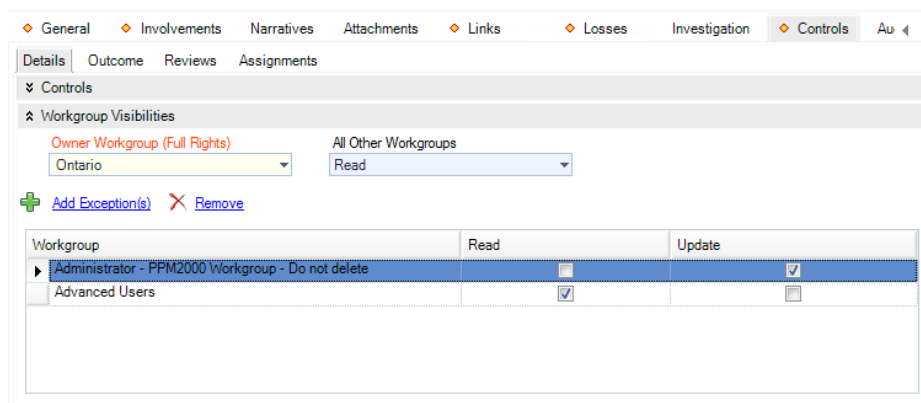 General Involvements Narratives Attachments Links Losses Investigation Controls Au
Details Outcome Reviews Assignments
Controls
Workgroup Visibilities
Owner Workgroup (Full Rights) All Other Workgroups
Ontario Read
Add Exception(s) Remove
Workgroup Read Update
Administrator - PPM2000 Workgroup - Do not delete
Advanced Users